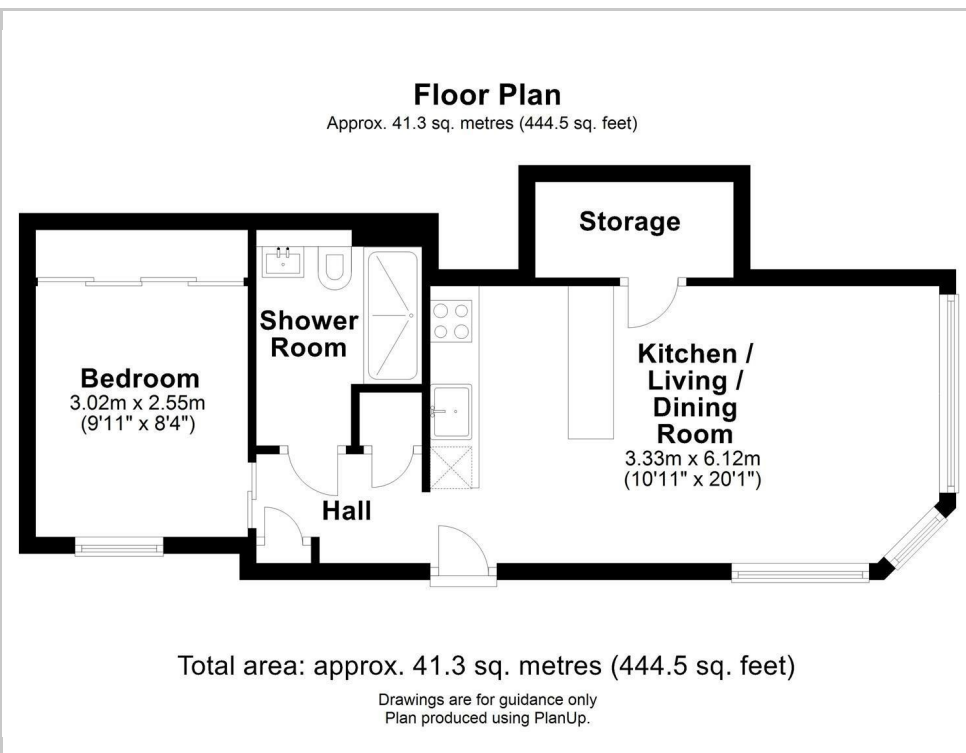 Floor Plan
Approx. 41.3 sq. metres (444.5 sq. feet)
Storage
Shower
Room
Bedroom
3.02m x 2.55m
(9'11" x 8'4")
Kitchen /
Living /
Dining
Room
3.33m x 6.12m
(10'11" x 20'1")
Hall
Total area: approx. 41.3 sq. metres (444.5 sq. feet)
Drawings are for guidance only
Plan produced using PlanUp.